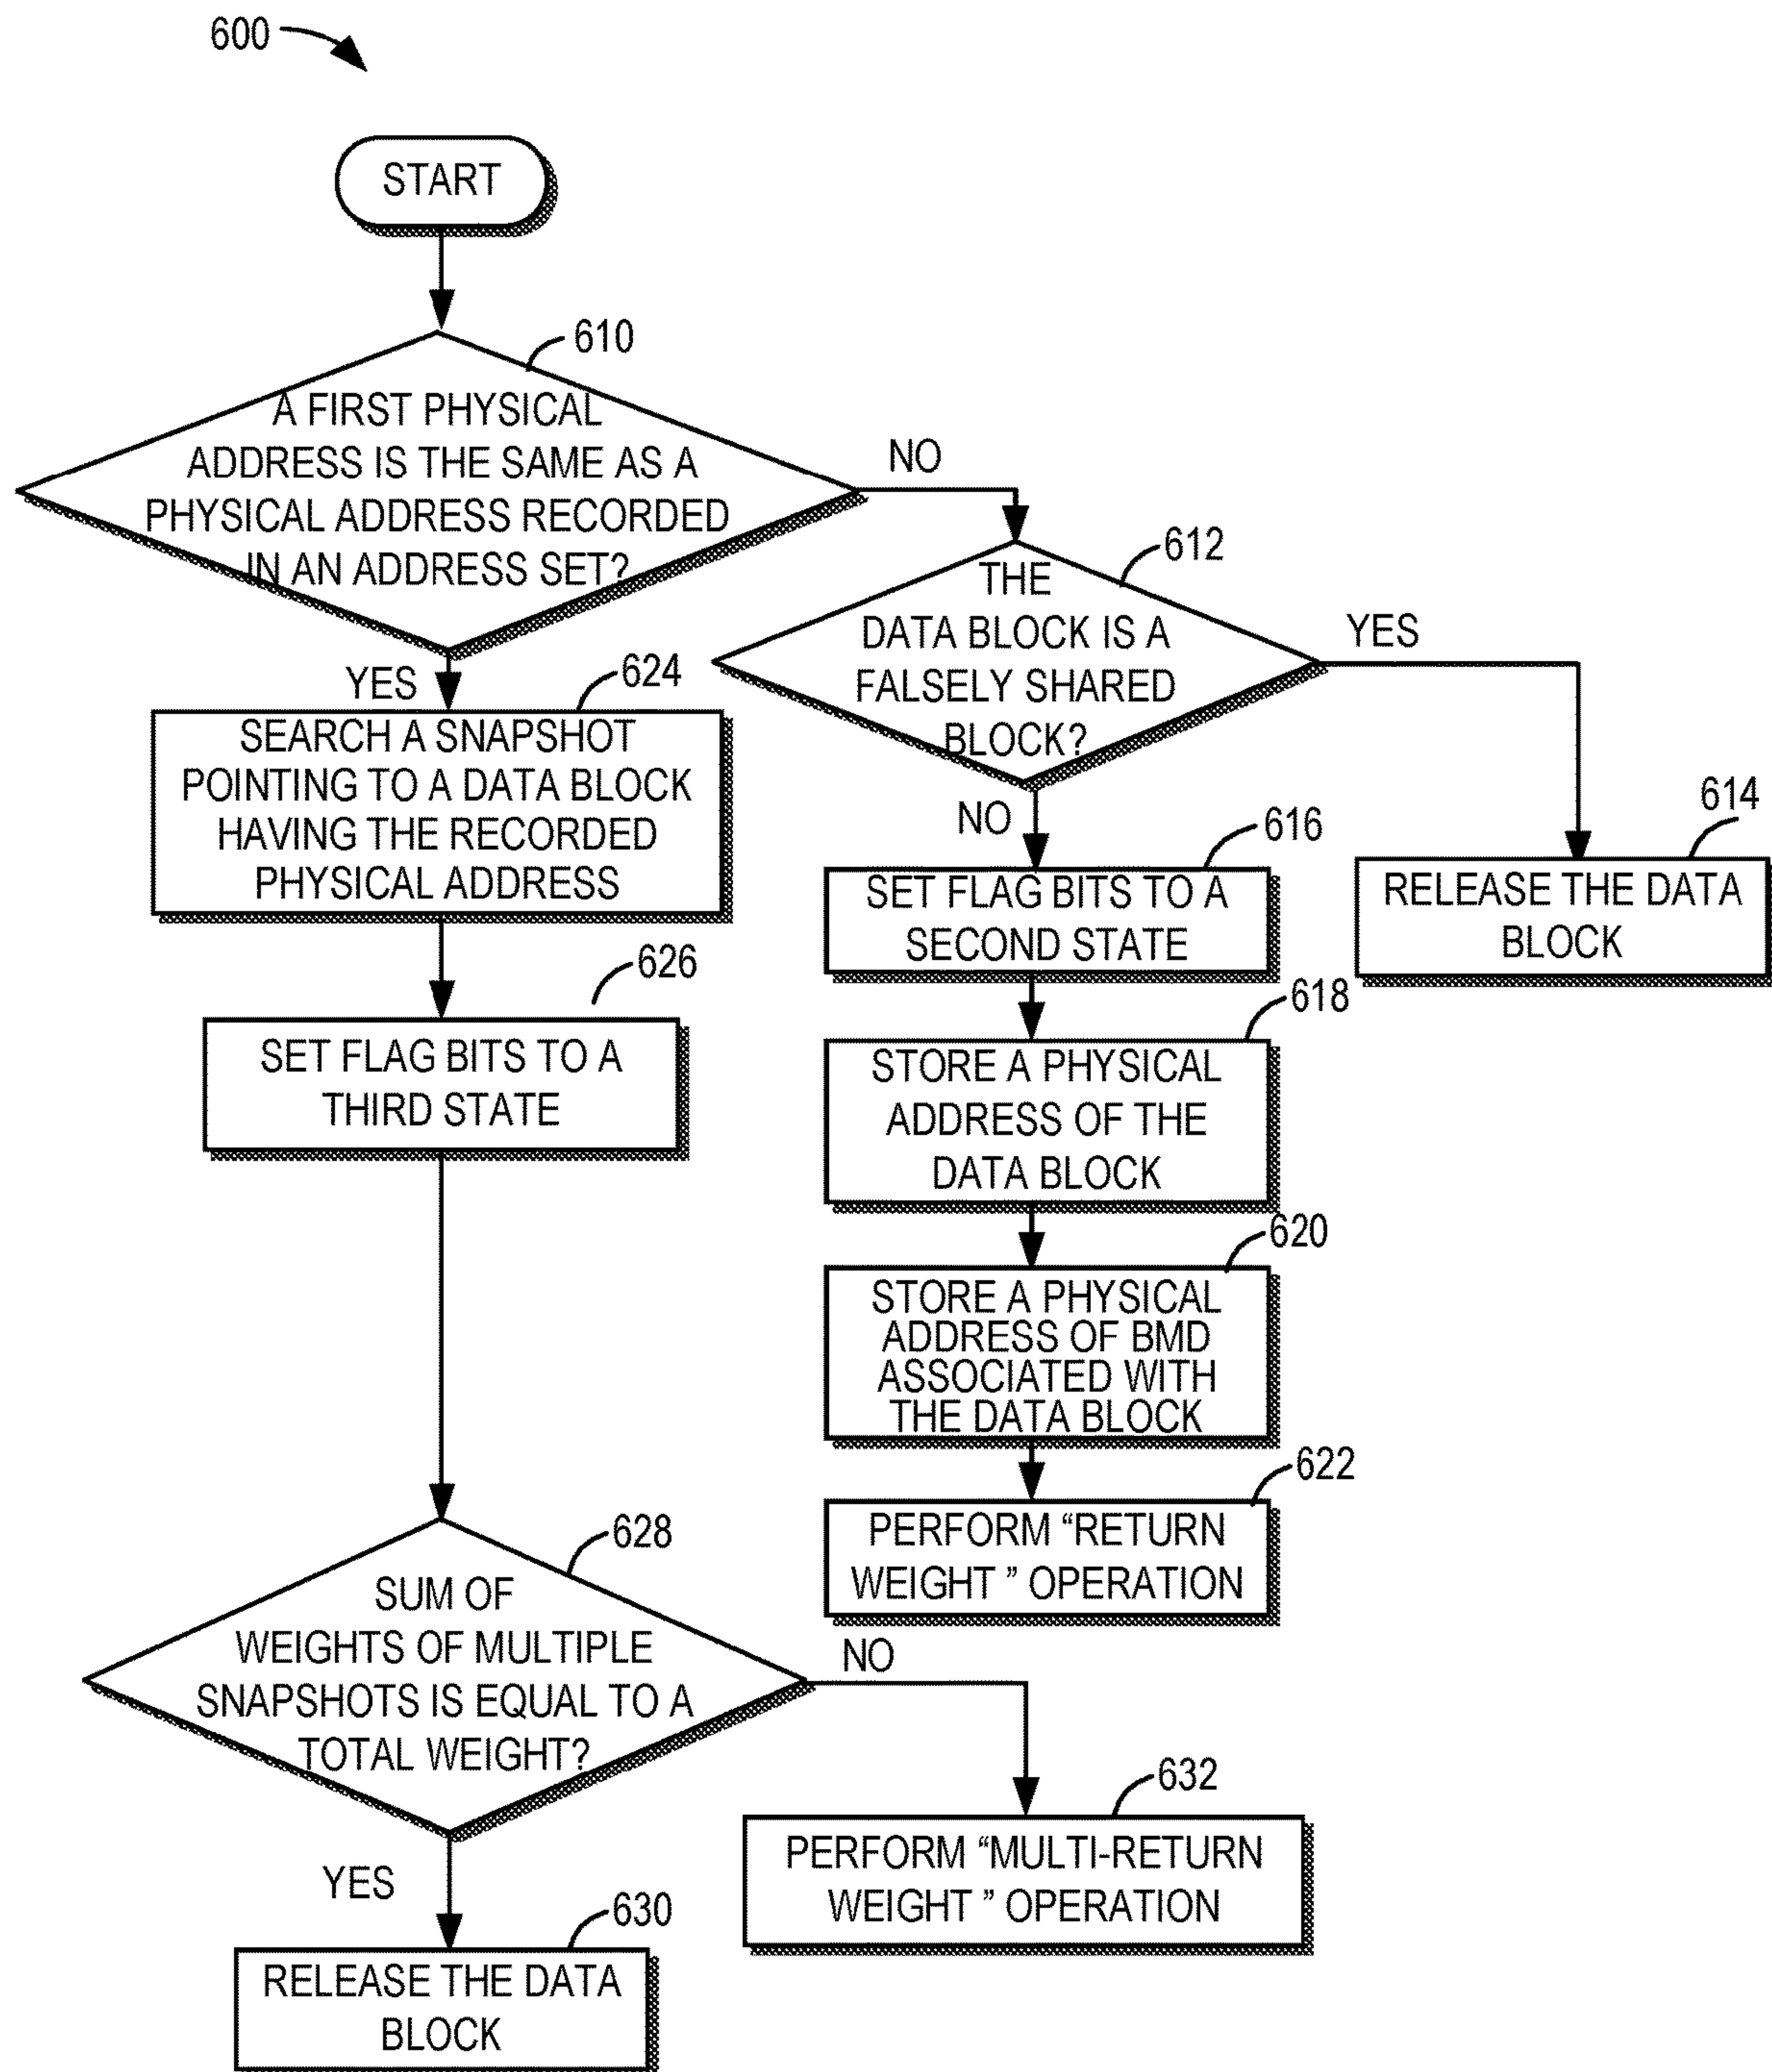 600
START
610
A FIRST PHYSICAL
ADDRESS IS THE SAME AS A
PHYSICAL ADDRESS RECORDED
IN AN ADDRESS SET?
NO
YES
612
THE
DATA BLOCK IS A
FALSELY SHARED
BLOCK?
YES
NO
624
SEARCH A SNAPSHOT
POINTING TO A DATA BLOCK
HAVING THE RECORDED
PHYSICAL ADDRESS
614
RELEASE THE DATA
BLOCK
616
SET FLAG BITS TO A
SECOND STATE
626
SET FLAG BITS TO A
THIRD STATE
618
STORE A PHYSICAL
ADDRESS OF THE
DATA BLOCK
620
STORE A PHYSICAL
ADDRESS OF BMD
ASSOCIATED WITH
THE DATA BLOCK
622
PERFORM “RETURN
WEIGHT ” OPERATION
628
SUM OF
WEIGHTS OF MULTIPLE
SNAPSHOTS IS EQUAL TO A
TOTAL WEIGHT?
NO
YES
632
PERFORM “MULTI-RETURN
WEIGHT ” OPERATION
630
RELEASE THE DATA
BLOCK